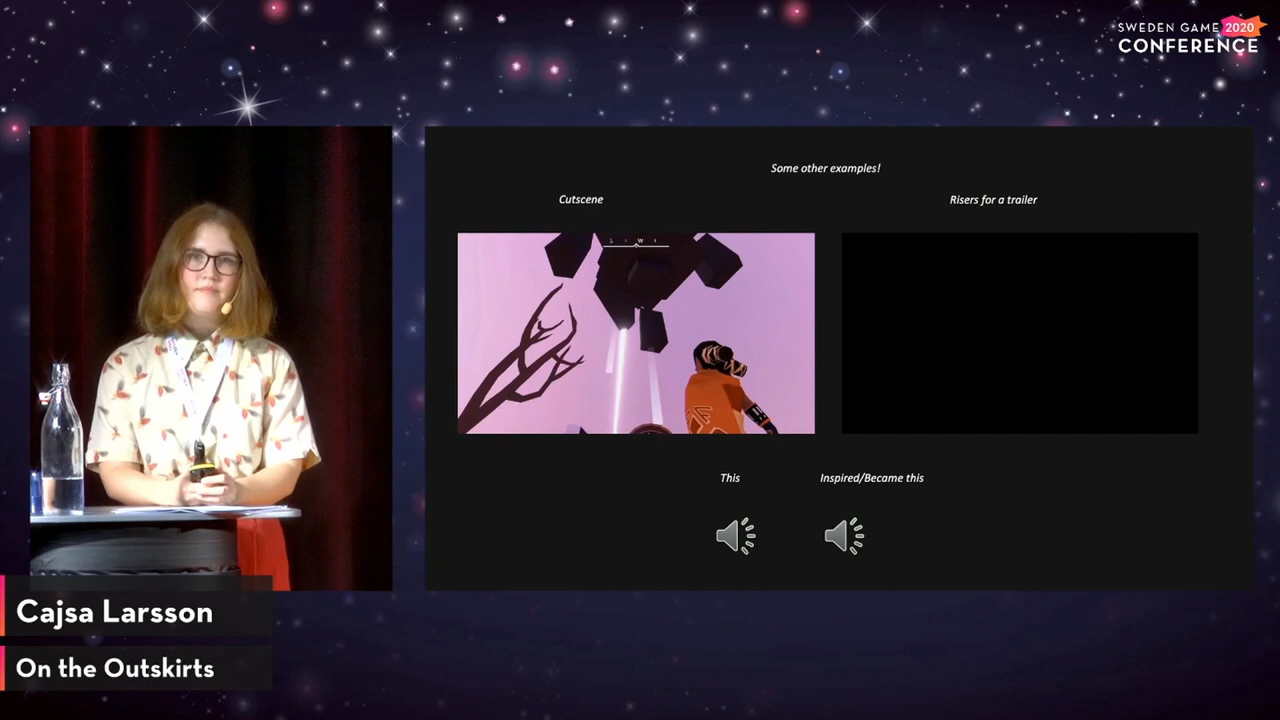 SWEDEN GAME 2020
CONFERENCE
Some other examples!
Cutscene
Risers for a trailer
This
Inspired/Became this
Cajsa Larsson
On the Outskirts